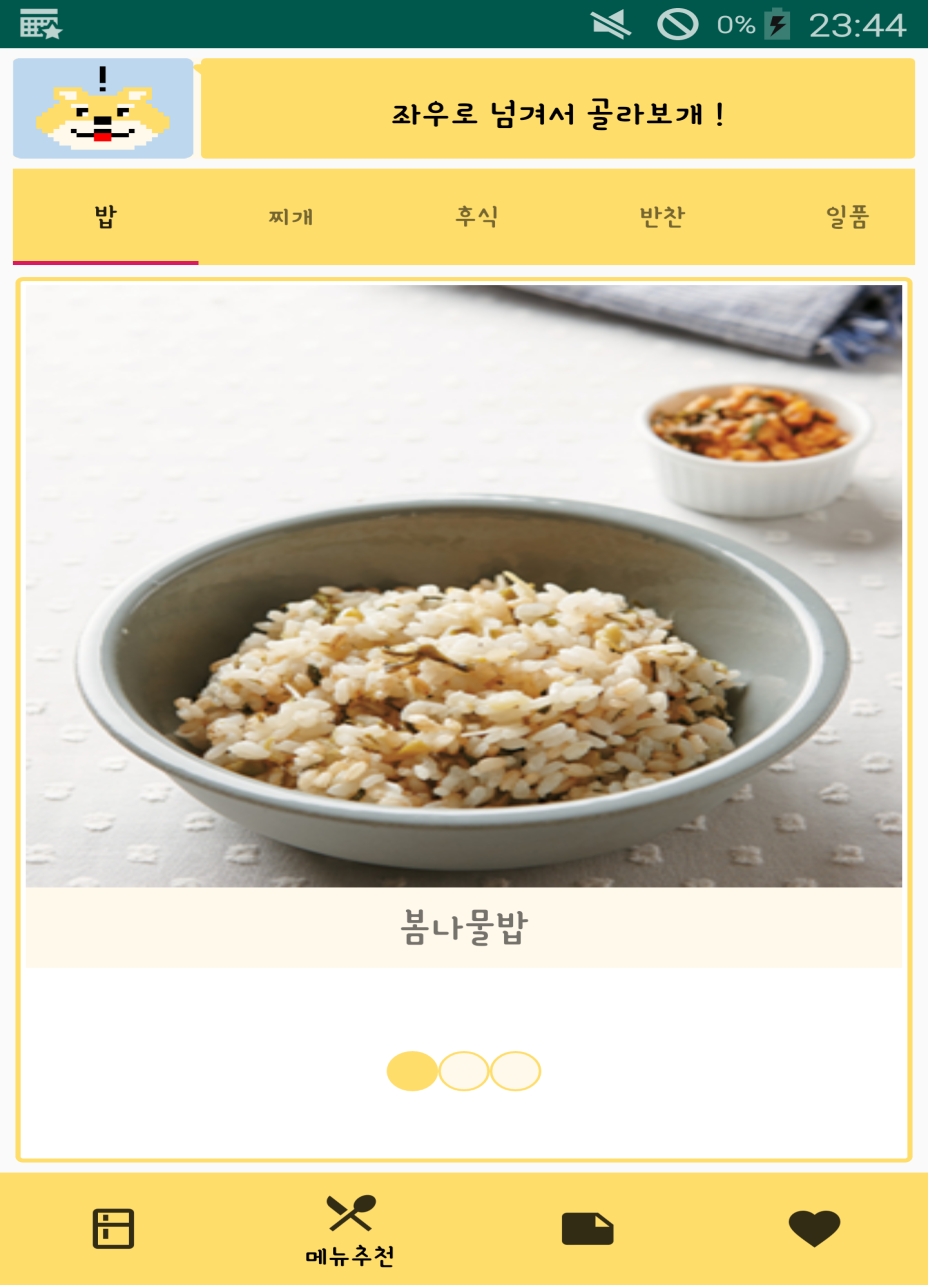 0% 23:44
!
좌우로 넘겨서 골라보개 !
밥 찌개 후식 반찬 일품
봄나물밥
메뉴추천